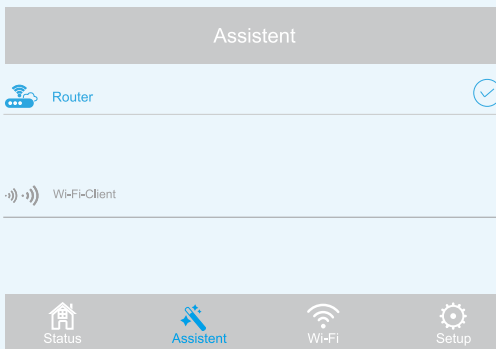 Assistent
Router
Wi-Fi-Client
Status
Assistent
Wi-Fi
Setup